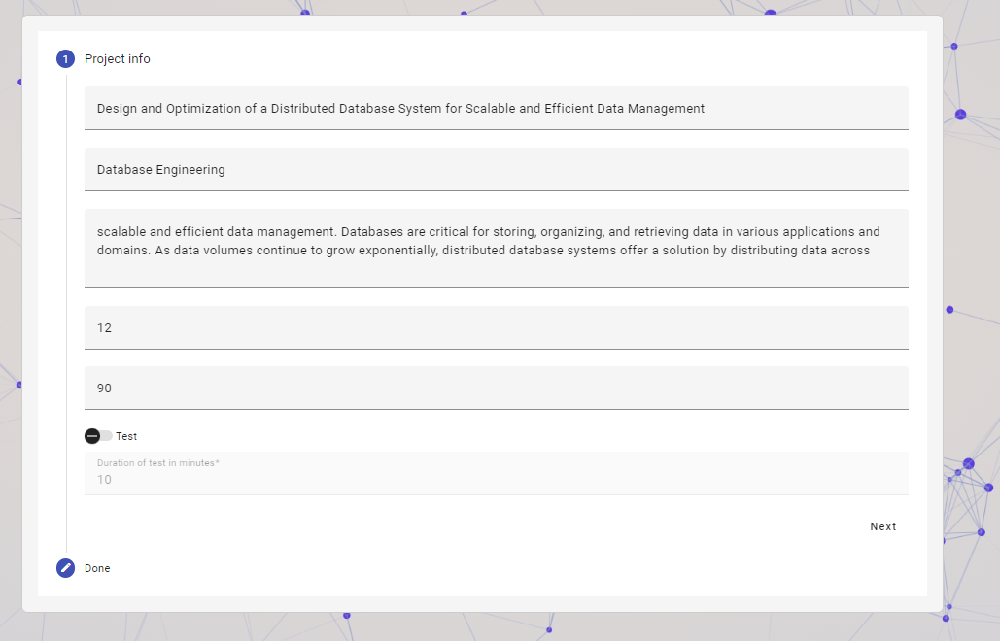 1 Project info
Design and Optimization of a Distributed Database System for Scalable and Efficient Data Management
Database Engineering
scalable and efficient data management. Databases are critical for storing, organizing, and retrieving data in various applications and
domains. As data volumes continue to grow exponentially, distributed database systems offer a solution by distributing data across
12
90
Test
Duration of test in minutes*
10
Next
Done